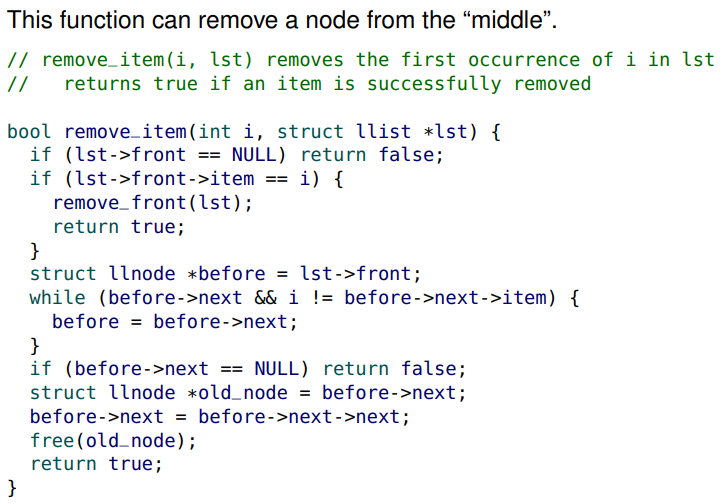 This function can remove a node from the “middle”.
// remove_item(i, lst) removes the first occurrence of i in lst
//   returns true if an item is successfully removed
bool remove_item(int i, struct llist *lst) {
  if (lst->front == NULL) return false;
  if (lst->front->item == i) {
    remove_front(lst);
    return true;
  }
  struct llnode *before = lst->front;
  while (before->next && i != before->next->item) {
    before = before->next;
  }
  if (before->next == NULL) return false;
  struct llnode *old_node = before->next;
  before->next = before->next->next;
  free(old_node);
  return true;
}